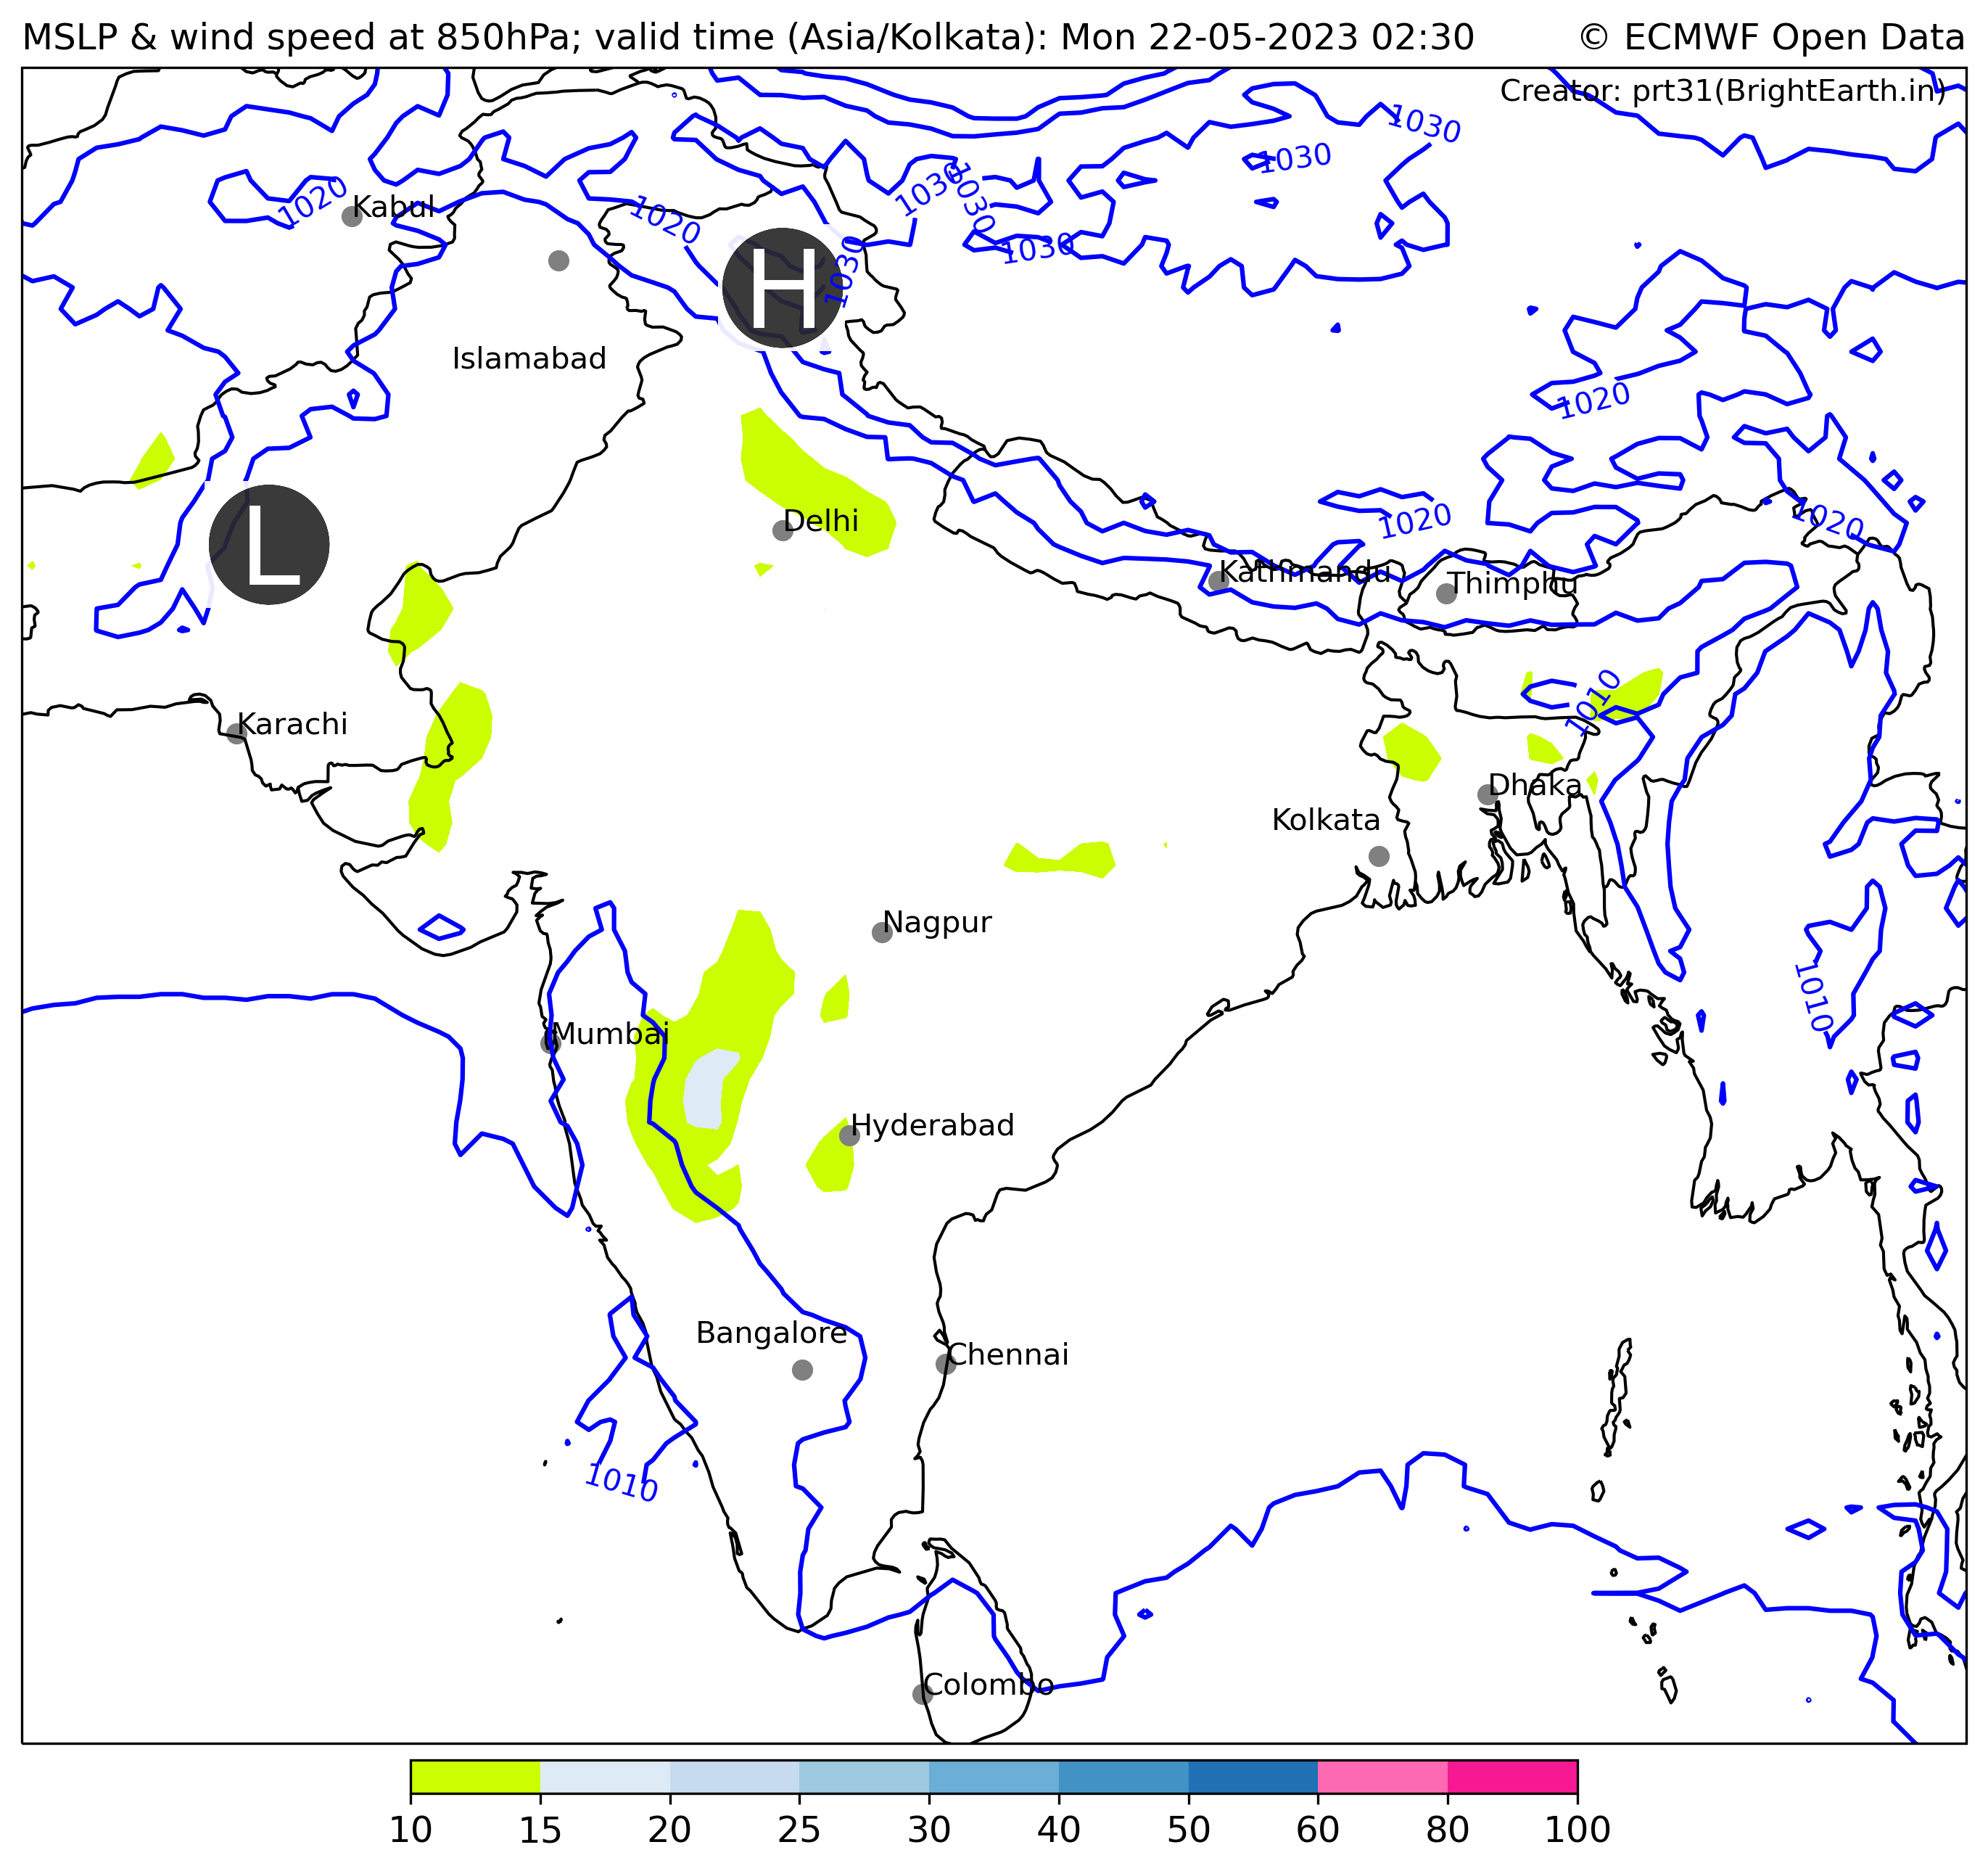 MSLP & wind speed at 850hPa; valid time (Asia/Kolkata): Mon 22-05-2023 02:30
© ECMWF Open Data
Creator: prt31(BrightEarth.in)
1030
1030
1030
1030
1030
1020
Kabul
1020
H
1030
Islamabad
1020
L
Delhi
1020
1020
Kathmandu
Thimphu
1010
Karachi
Dhaka
Kolkata
Nagpur
1010
Mumbai
Hyderabad
Bangalore
Chennai
1010
Colombo
10 15 20 25 30 40 50 60 80 100